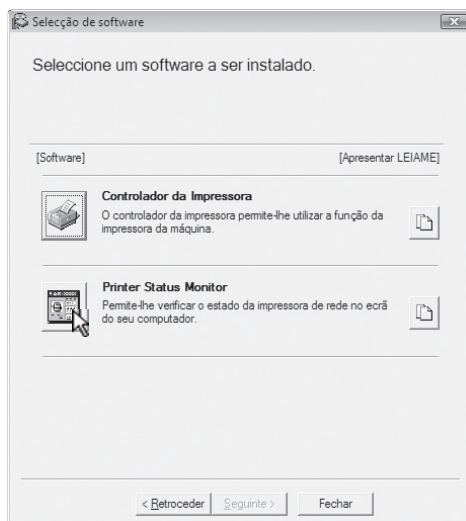 Selecção de software
Seleccione um software a ser instalado.
[Software] [Apresentar LEIAME]
Controlador da Impressora
O controlador da impressora permite-lhe utilizar a função da
impressora da máquina.
Printer Status Monitor
Permite-lhe verificar o estado da impressora de rede no ecrã
do seu computador.
< Retroceder Seguinte > Fechar